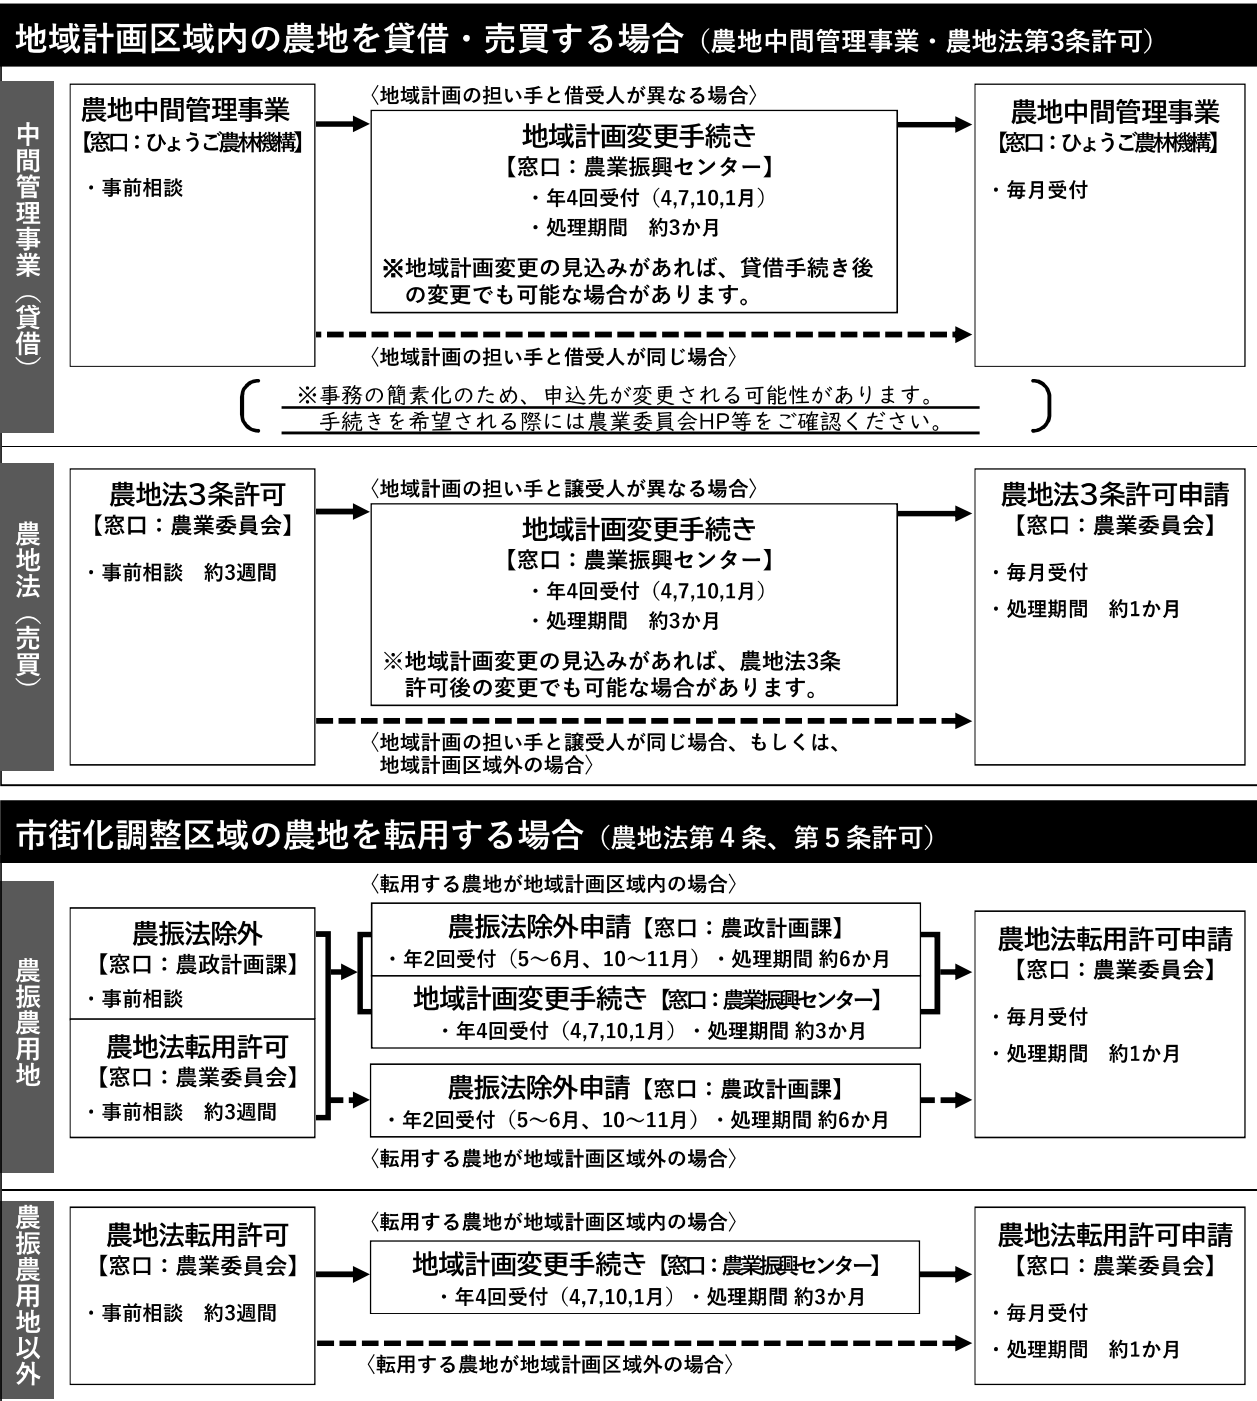 地域計画区域内の農地を貸借・売買する場合（農地中間管理事業・農地法第3条許可）
中間管理事業（貸借）
農地中間管理事業
【窓口：ひょうご農林機構】
・事前相談
〈地域計画の担い手と借受人が異なる場合〉
地域計画変更手続き
【窓口：農業振興センター】
・年4回受付（4,7,10,1月）
・処理期間　約3か月
※地域計画変更の見込みがあれば、貸借手続き後
の変更でも可能な場合があります。
〈地域計画の担い手と借受人が同じ場合〉
農地中間管理事業
【窓口：ひょうご農林機構】
・毎月受付
※事務の簡素化のため、申込先が変更される可能性があります。
手続きを希望される際には農業委員会HP等をご確認ください。
農地法（売買）
農地法3条許可
【窓口：農業委員会】
・事前相談　約3週間
〈地域計画の担い手と譲受人が異なる場合〉
地域計画変更手続き
【窓口：農業振興センター】
・年4回受付（4,7,10,1月）
・処理期間　約3か月
※地域計画変更の見込みがあれば、農地法3条
許可後の変更でも可能な場合があります。
〈地域計画の担い手と譲受人が同じ場合、もしくは、
地域計画区域外の場合〉
農地法3条許可申請
【窓口：農業委員会】
・毎月受付
・処理期間　約1か月
市街化調整区域の農地を転用する場合（農地法第４条、第５条許可）
農振農用地
農振法除外
【窓口：農政計画課】
・事前相談
農地法転用許可
【窓口：農業委員会】
・事前相談　約3週間
〈転用する農地が地域計画区域内の場合〉
農振法除外申請【窓口：農政計画課】
・年2回受付（5～6月、10～11月）・処理期間 約6か月
地域計画変更手続き【窓口：農業振興センター】
・年4回受付（4,7,10,1月）・処理期間 約3か月
農振法除外申請【窓口：農政計画課】
・年2回受付（5～6月、10～11月）・処理期間 約6か月
〈転用する農地が地域計画区域外の場合〉
農地法転用許可申請
【窓口：農業委員会】
・毎月受付
・処理期間　約1か月
農振農用地以外
農地法転用許可
【窓口：農業委員会】
・事前相談　約3週間
〈転用する農地が地域計画区域内の場合〉
地域計画変更手続き【窓口：農業振興センター】
・年4回受付（4,7,10,1月）・処理期間 約3か月
〈転用する農地が地域計画区域外の場合〉
農地法転用許可申請
【窓口：農業委員会】
・毎月受付
・処理期間　約1か月